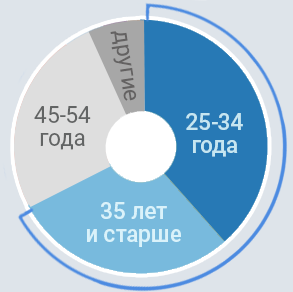 другие
25-34
года
45-54
года
35 лет
и старше